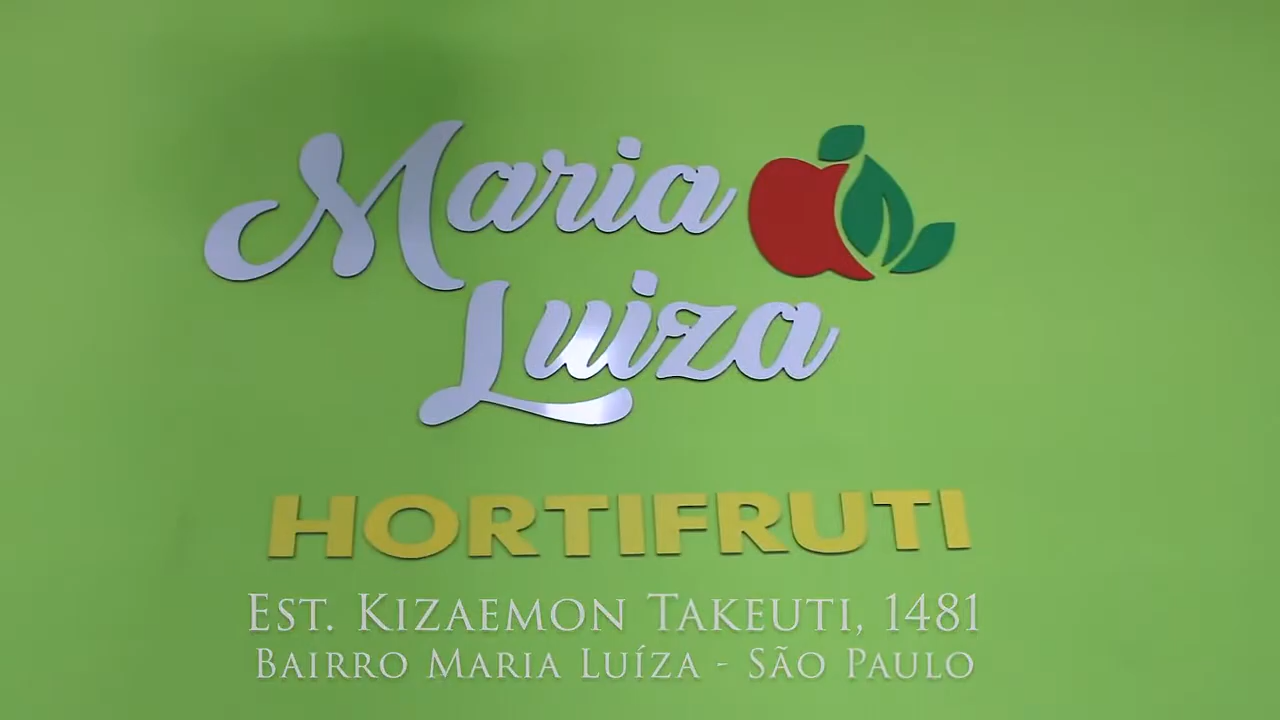 Maria
Luiza
HORTIFRUTI
EST. KIZAEMON TAKEUTI, 1481
BAIRRO MARIA LUÍZA - SÃO PAULO